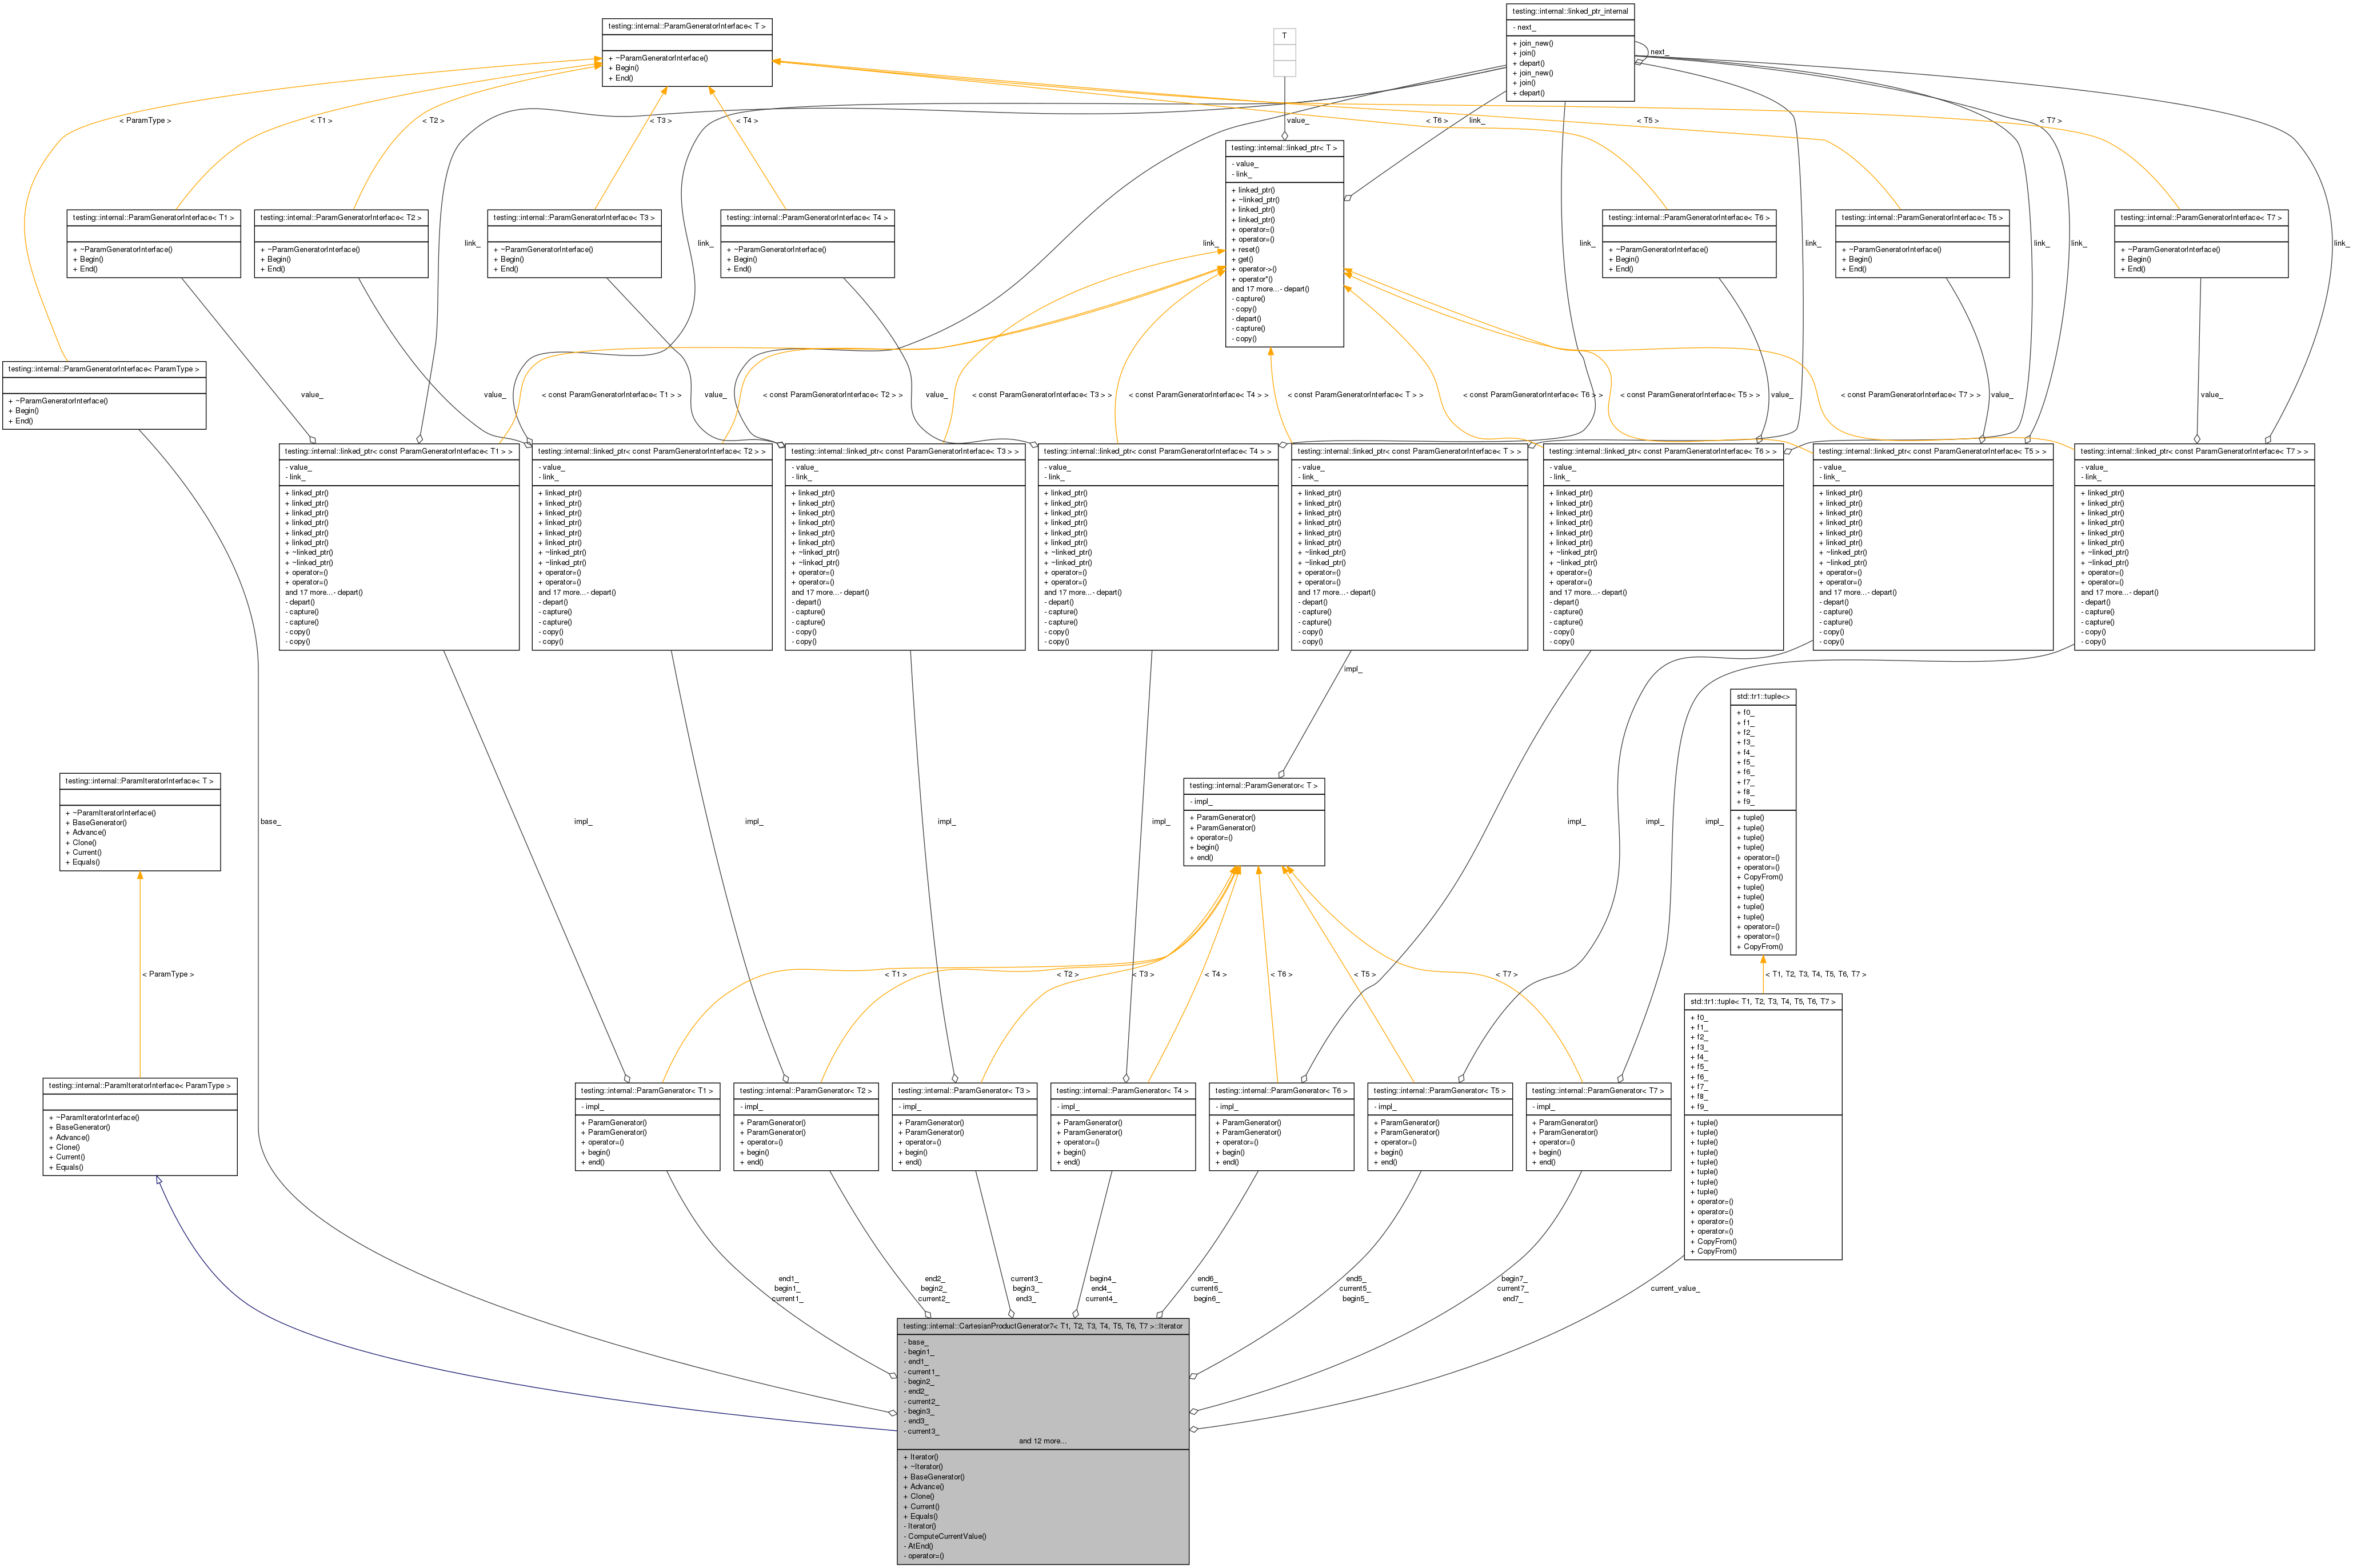 testing::internal::ParamGeneratorInterface< T >
+ ~ParamGeneratorInterface()
+ Begin()
+ End()
T
testing::internal::linked_ptr_internal
- next_
+ join_new()
+ join()
+ depart()
+ join_new()
+ join()
+ depart()
next_
< ParamType >
< T1 >
< T2 >
< T3 >
< T4 >
value_
link_
< T6 >
< T5 >
< T7 >
testing::internal::linked_ptr< T >
- value_
- link_
+ linked_ptr()
+ ~linked_ptr()
+ linked_ptr()
+ linked_ptr()
+ operator=()
+ operator=()
+ reset()
+ get()
+ operator->()
+ operator*()
and 17 more...- depart()
- capture()
- copy()
- depart()
- capture()
- copy()
testing::internal::ParamGeneratorInterface< T1 >
+ ~ParamGeneratorInterface()
+ Begin()
+ End()
testing::internal::ParamGeneratorInterface< T2 >
+ ~ParamGeneratorInterface()
+ Begin()
+ End()
testing::internal::ParamGeneratorInterface< T3 >
+ ~ParamGeneratorInterface()
+ Begin()
+ End()
testing::internal::ParamGeneratorInterface< T4 >
+ ~ParamGeneratorInterface()
+ Begin()
+ End()
testing::internal::ParamGeneratorInterface< T6 >
+ ~ParamGeneratorInterface()
+ Begin()
+ End()
testing::internal::ParamGeneratorInterface< T5 >
+ ~ParamGeneratorInterface()
+ Begin()
+ End()
testing::internal::ParamGeneratorInterface< T7 >
+ ~ParamGeneratorInterface()
+ Begin()
+ End()
link_
link_
link_
link_
link_
link_
link_
link_
testing::internal::ParamGeneratorInterface< ParamType >
+ ~ParamGeneratorInterface()
+ Begin()
+ End()
value_
value_
< const ParamGeneratorInterface< T1 > >
value_
< const ParamGeneratorInterface< T2 > >
value_
< const ParamGeneratorInterface< T3 > >
< const ParamGeneratorInterface< T4 > >
< const ParamGeneratorInterface< T > >
< const ParamGeneratorInterface< T6 > >
< const ParamGeneratorInterface< T5 > >
value_
< const ParamGeneratorInterface< T7 > >
value_
value_
testing::internal::linked_ptr< const ParamGeneratorInterface< T1 > >
- value_
- link_
+ linked_ptr()
+ linked_ptr()
+ linked_ptr()
+ linked_ptr()
+ linked_ptr()
+ linked_ptr()
+ ~linked_ptr()
+ ~linked_ptr()
+ operator=()
+ operator=()
and 17 more...- depart()
- depart()
- capture()
- capture()
- copy()
- copy()
testing::internal::linked_ptr< const ParamGeneratorInterface< T2 > >
- value_
- link_
+ linked_ptr()
+ linked_ptr()
+ linked_ptr()
+ linked_ptr()
+ linked_ptr()
+ linked_ptr()
+ ~linked_ptr()
+ ~linked_ptr()
+ operator=()
+ operator=()
and 17 more...- depart()
- depart()
- capture()
- capture()
- copy()
- copy()
testing::internal::linked_ptr< const ParamGeneratorInterface< T3 > >
- value_
- link_
+ linked_ptr()
+ linked_ptr()
+ linked_ptr()
+ linked_ptr()
+ linked_ptr()
+ linked_ptr()
+ ~linked_ptr()
+ ~linked_ptr()
+ operator=()
+ operator=()
and 17 more...- depart()
- depart()
- capture()
- capture()
- copy()
- copy()
testing::internal::linked_ptr< const ParamGeneratorInterface< T4 > >
- value_
- link_
+ linked_ptr()
+ linked_ptr()
+ linked_ptr()
+ linked_ptr()
+ linked_ptr()
+ linked_ptr()
+ ~linked_ptr()
+ ~linked_ptr()
+ operator=()
+ operator=()
and 17 more...- depart()
- depart()
- capture()
- capture()
- copy()
- copy()
testing::internal::linked_ptr< const ParamGeneratorInterface< T > >
- value_
- link_
+ linked_ptr()
+ linked_ptr()
+ linked_ptr()
+ linked_ptr()
+ linked_ptr()
+ linked_ptr()
+ ~linked_ptr()
+ ~linked_ptr()
+ operator=()
+ operator=()
and 17 more...- depart()
- depart()
- capture()
- capture()
- copy()
- copy()
testing::internal::linked_ptr< const ParamGeneratorInterface< T6 > >
- value_
- link_
+ linked_ptr()
+ linked_ptr()
+ linked_ptr()
+ linked_ptr()
+ linked_ptr()
+ linked_ptr()
+ ~linked_ptr()
+ ~linked_ptr()
+ operator=()
+ operator=()
and 17 more...- depart()
- depart()
- capture()
- capture()
- copy()
- copy()
testing::internal::linked_ptr< const ParamGeneratorInterface< T5 > >
- value_
- link_
+ linked_ptr()
+ linked_ptr()
+ linked_ptr()
+ linked_ptr()
+ linked_ptr()
+ linked_ptr()
+ ~linked_ptr()
+ ~linked_ptr()
+ operator=()
+ operator=()
and 17 more...- depart()
- depart()
- capture()
- capture()
- copy()
- copy()
testing::internal::linked_ptr< const ParamGeneratorInterface< T7 > >
- value_
- link_
+ linked_ptr()
+ linked_ptr()
+ linked_ptr()
+ linked_ptr()
+ linked_ptr()
+ linked_ptr()
+ ~linked_ptr()
+ ~linked_ptr()
+ operator=()
+ operator=()
and 17 more...- depart()
- depart()
- capture()
- capture()
- copy()
- copy()
impl_
std::tr1::tuple<>
+ f0_
+ f1_
+ f2_
+ f3_
+ f4_
+ f5_
+ f6_
+ f7_
+ f8_
+ f9_
+ tuple()
+ tuple()
+ tuple()
+ tuple()
+ operator=()
+ operator=()
+ CopyFrom()
+ tuple()
+ tuple()
+ tuple()
+ tuple()
+ operator=()
+ operator=()
+ CopyFrom()
testing::internal::ParamIteratorInterface< T >
+ ~ParamIteratorInterface()
+ BaseGenerator()
+ Advance()
+ Clone()
+ Current()
+ Equals()
testing::internal::ParamGenerator< T >
- impl_
+ ParamGenerator()
+ ParamGenerator()
+ operator=()
+ begin()
+ end()
base_
impl_
impl_
impl_
impl_
impl_
impl_
impl_
< ParamType >
< T1 >
< T2 >
< T3 >
< T4 >
< T6 >
< T5 >
< T7 >
< T1, T2, T3, T4, T5, T6, T7 >
std::tr1::tuple< T1, T2, T3, T4, T5, T6, T7 >
+ f0_
+ f1_
+ f2_
+ f3_
+ f4_
+ f5_
+ f6_
+ f7_
+ f8_
+ f9_
+ tuple()
+ tuple()
+ tuple()
+ tuple()
+ tuple()
+ tuple()
+ tuple()
+ tuple()
+ operator=()
+ operator=()
+ operator=()
+ operator=()
+ CopyFrom()
+ CopyFrom()
testing::internal::ParamIteratorInterface< ParamType >
+ ~ParamIteratorInterface()
+ BaseGenerator()
+ Advance()
+ Clone()
+ Current()
+ Equals()
testing::internal::ParamGenerator< T1 >
- impl_
+ ParamGenerator()
+ ParamGenerator()
+ operator=()
+ begin()
+ end()
testing::internal::ParamGenerator< T2 >
- impl_
+ ParamGenerator()
+ ParamGenerator()
+ operator=()
+ begin()
+ end()
testing::internal::ParamGenerator< T3 >
- impl_
+ ParamGenerator()
+ ParamGenerator()
+ operator=()
+ begin()
+ end()
testing::internal::ParamGenerator< T4 >
- impl_
+ ParamGenerator()
+ ParamGenerator()
+ operator=()
+ begin()
+ end()
testing::internal::ParamGenerator< T6 >
- impl_
+ ParamGenerator()
+ ParamGenerator()
+ operator=()
+ begin()
+ end()
testing::internal::ParamGenerator< T5 >
- impl_
+ ParamGenerator()
+ ParamGenerator()
+ operator=()
+ begin()
+ end()
testing::internal::ParamGenerator< T7 >
- impl_
+ ParamGenerator()
+ ParamGenerator()
+ operator=()
+ begin()
+ end()
end1_
begin1_
current1_
end2_
begin2_
current2_
current3_
begin3_
end3_
begin4_
end4_
current4_
end6_
current6_
begin6_
end5_
current5_
begin5_
begin7_
current7_
end7_
current_value_
testing::internal::CartesianProductGenerator7< T1, T2, T3, T4, T5, T6, T7 >::Iterator
- base_
- begin1_
- end1_
- current1_
- begin2_
- end2_
- current2_
- begin3_
- end3_
- current3_
and 12 more...
+ Iterator()
+ ~Iterator()
+ BaseGenerator()
+ Advance()
+ Clone()
+ Current()
+ Equals()
- Iterator()
- ComputeCurrentValue()
- AtEnd()
- operator=()